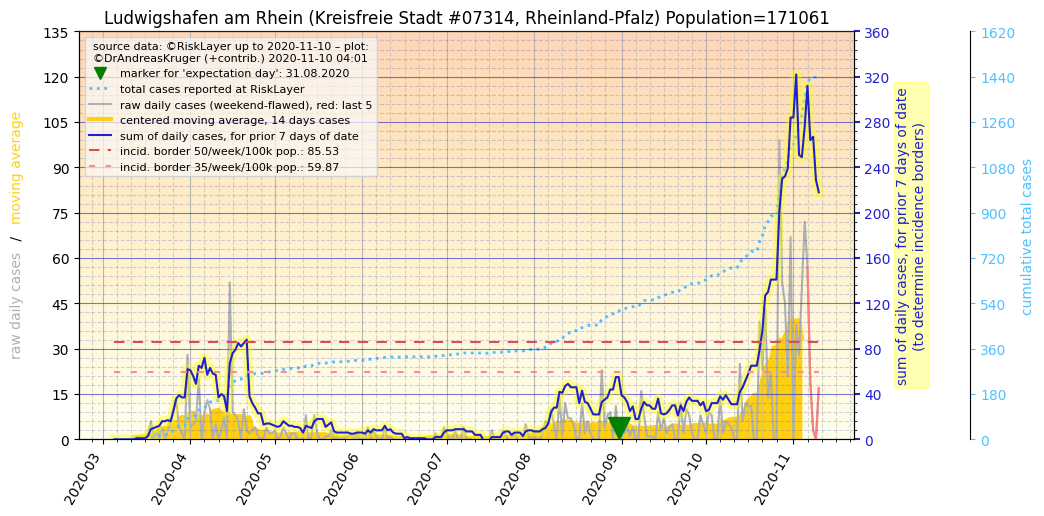 Ludwigshafen am Rhein (Kreisfreie Stadt #07314, Rheinland-Pfalz) Population=171061
source data: ©RiskLayer up to 2020-11-10 – plot:
©DrAndreasKruger (+contrib.) 2020-11-10 04:01
marker for 'expectation day': 31.08.2020
total cases reported at RiskLayer
raw daily cases (weekend-flawed), red: last 5
centered moving average, 14 days cases
sum of daily cases, for prior 7 days of date
incid. border 50/week/100k pop.: 85.53
incid. border 35/week/100k pop.: 59.87
raw daily cases / moving average
135
120
105
90
75
60
45
30
15
0
2020-03
2020-04
2020-05
2020-06
2020-07
2020-08
2020-09
2020-10
2020-11
360
320
280
240
200
160
120
80
40
0
sum of daily cases, for prior 7 days of date
(to determine incidence borders)
1620
1440
1260
1080
900
720
540
360
180
0
cumulative total cases